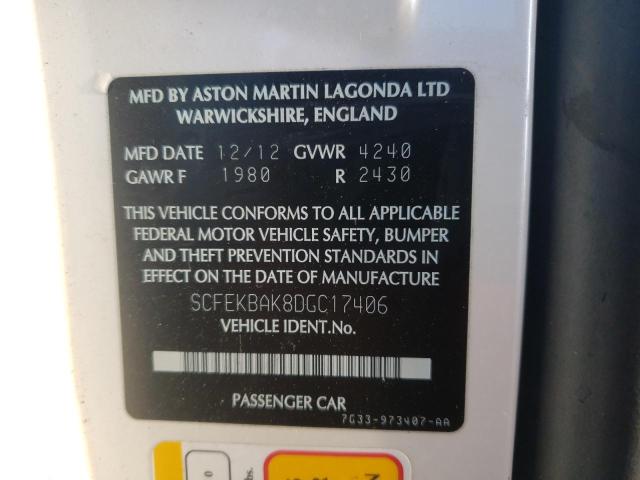 MFD BY ASTON MARTIN LAGONDA LTD
WARWICKSHIRE, ENGLAND
MFD DATE 12/12 GVWR 4240
GAWR F 1980 R 2430
THIS VEHICLE CONFORMS TO ALL APPLICABLE
FEDERAL MOTOR VEHICLE SAFETY, BUMPER
AND THEFT PREVENTION STANDARDS IN
EFFECT ON THE DATE OF MANUFACTURE
SCFEKBAK8DGC17406
VEHICLE IDENT.No.
PASSENGER CAR
7G33-973407-AA
0
lbs.